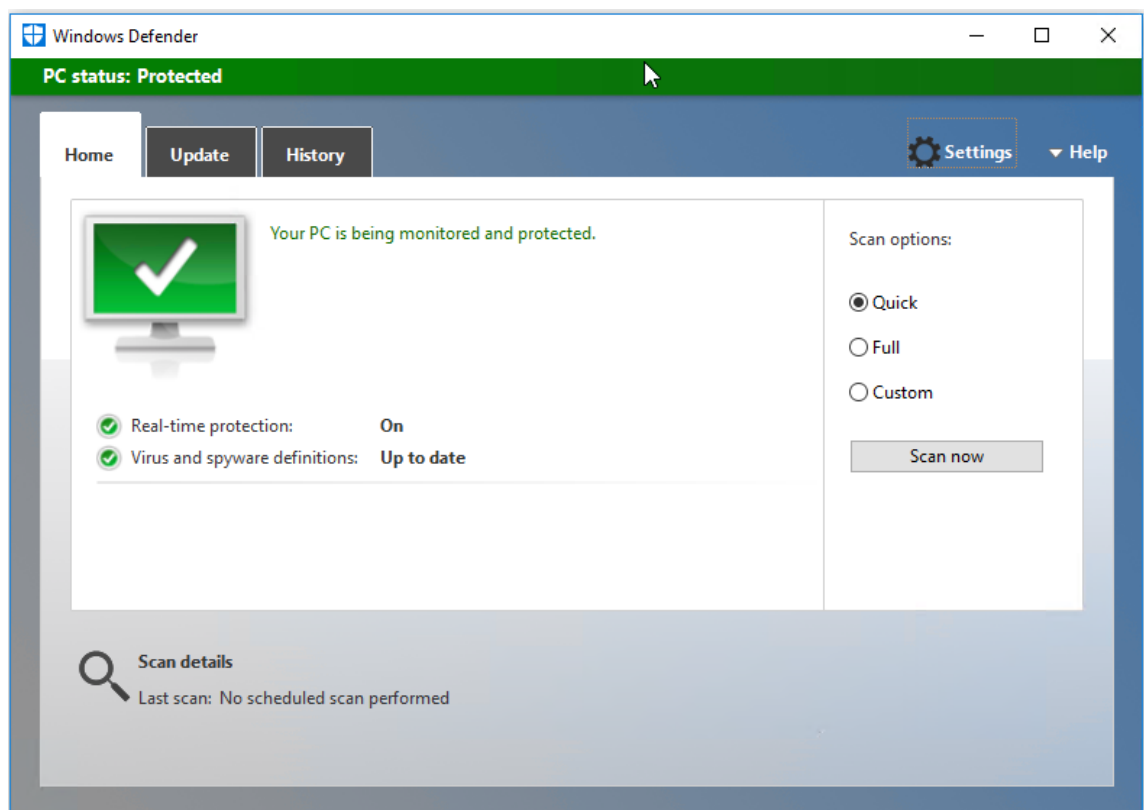 Windows Defender
PC status: Protected
Home Update History Settings Help
Your PC is being monitored and protected.
Scan options:
Quick
Full
Custom
Real-time protection: On
Virus and spyware definitions: Up to date
Scan now
Scan details
Last scan: No scheduled scan performed